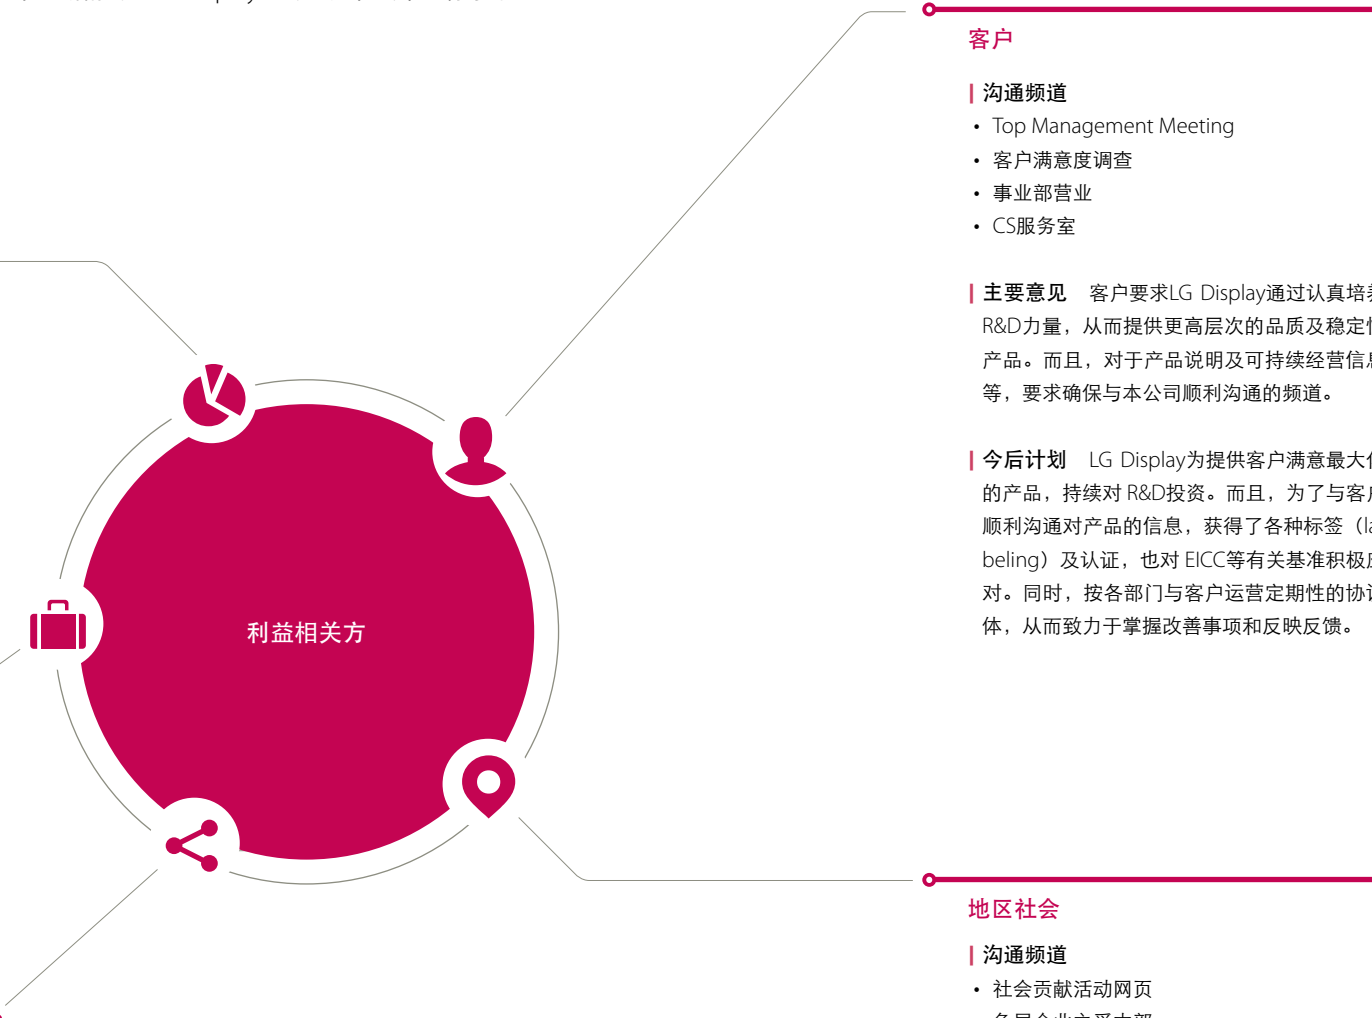 客户
沟通频道
• Top Management Meeting
• 客户满意度调查
• 事业部营业
• CS服务室
主要意见 客户要求LG Display通过认真培
R&D力量，从而提供更高层次的品质及稳定
产品。而且，对于产品说明及可持续经营信
等，要求确保与本公司顺利沟通的频道。
今后计划 LG Display为提供客户满意最大
的产品，持续对 R&D投资。而且，为了与客
顺利沟通对产品的信息，获得了各种标签（la
beling）及认证，也对 EICC等有关基准积极
对。同时，按各部门与客户运营定期性的协
体，从而致力于掌握改善事项和反映反馈。
利益相关方
地区社会
沟通频道
• 社会贡献活动网页